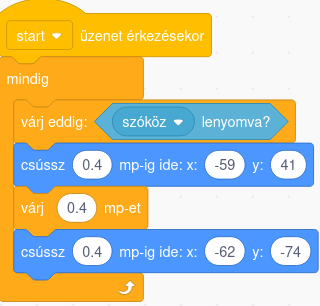 start üzenet érkezésekor
mindig
várj eddig: szóköz lenyomva?
csússz 0.4 mp-ig ide: x: -59 y: 41
várj 0.4 mp-et
csússz 0.4 mp-ig ide: x: -62 y: -74